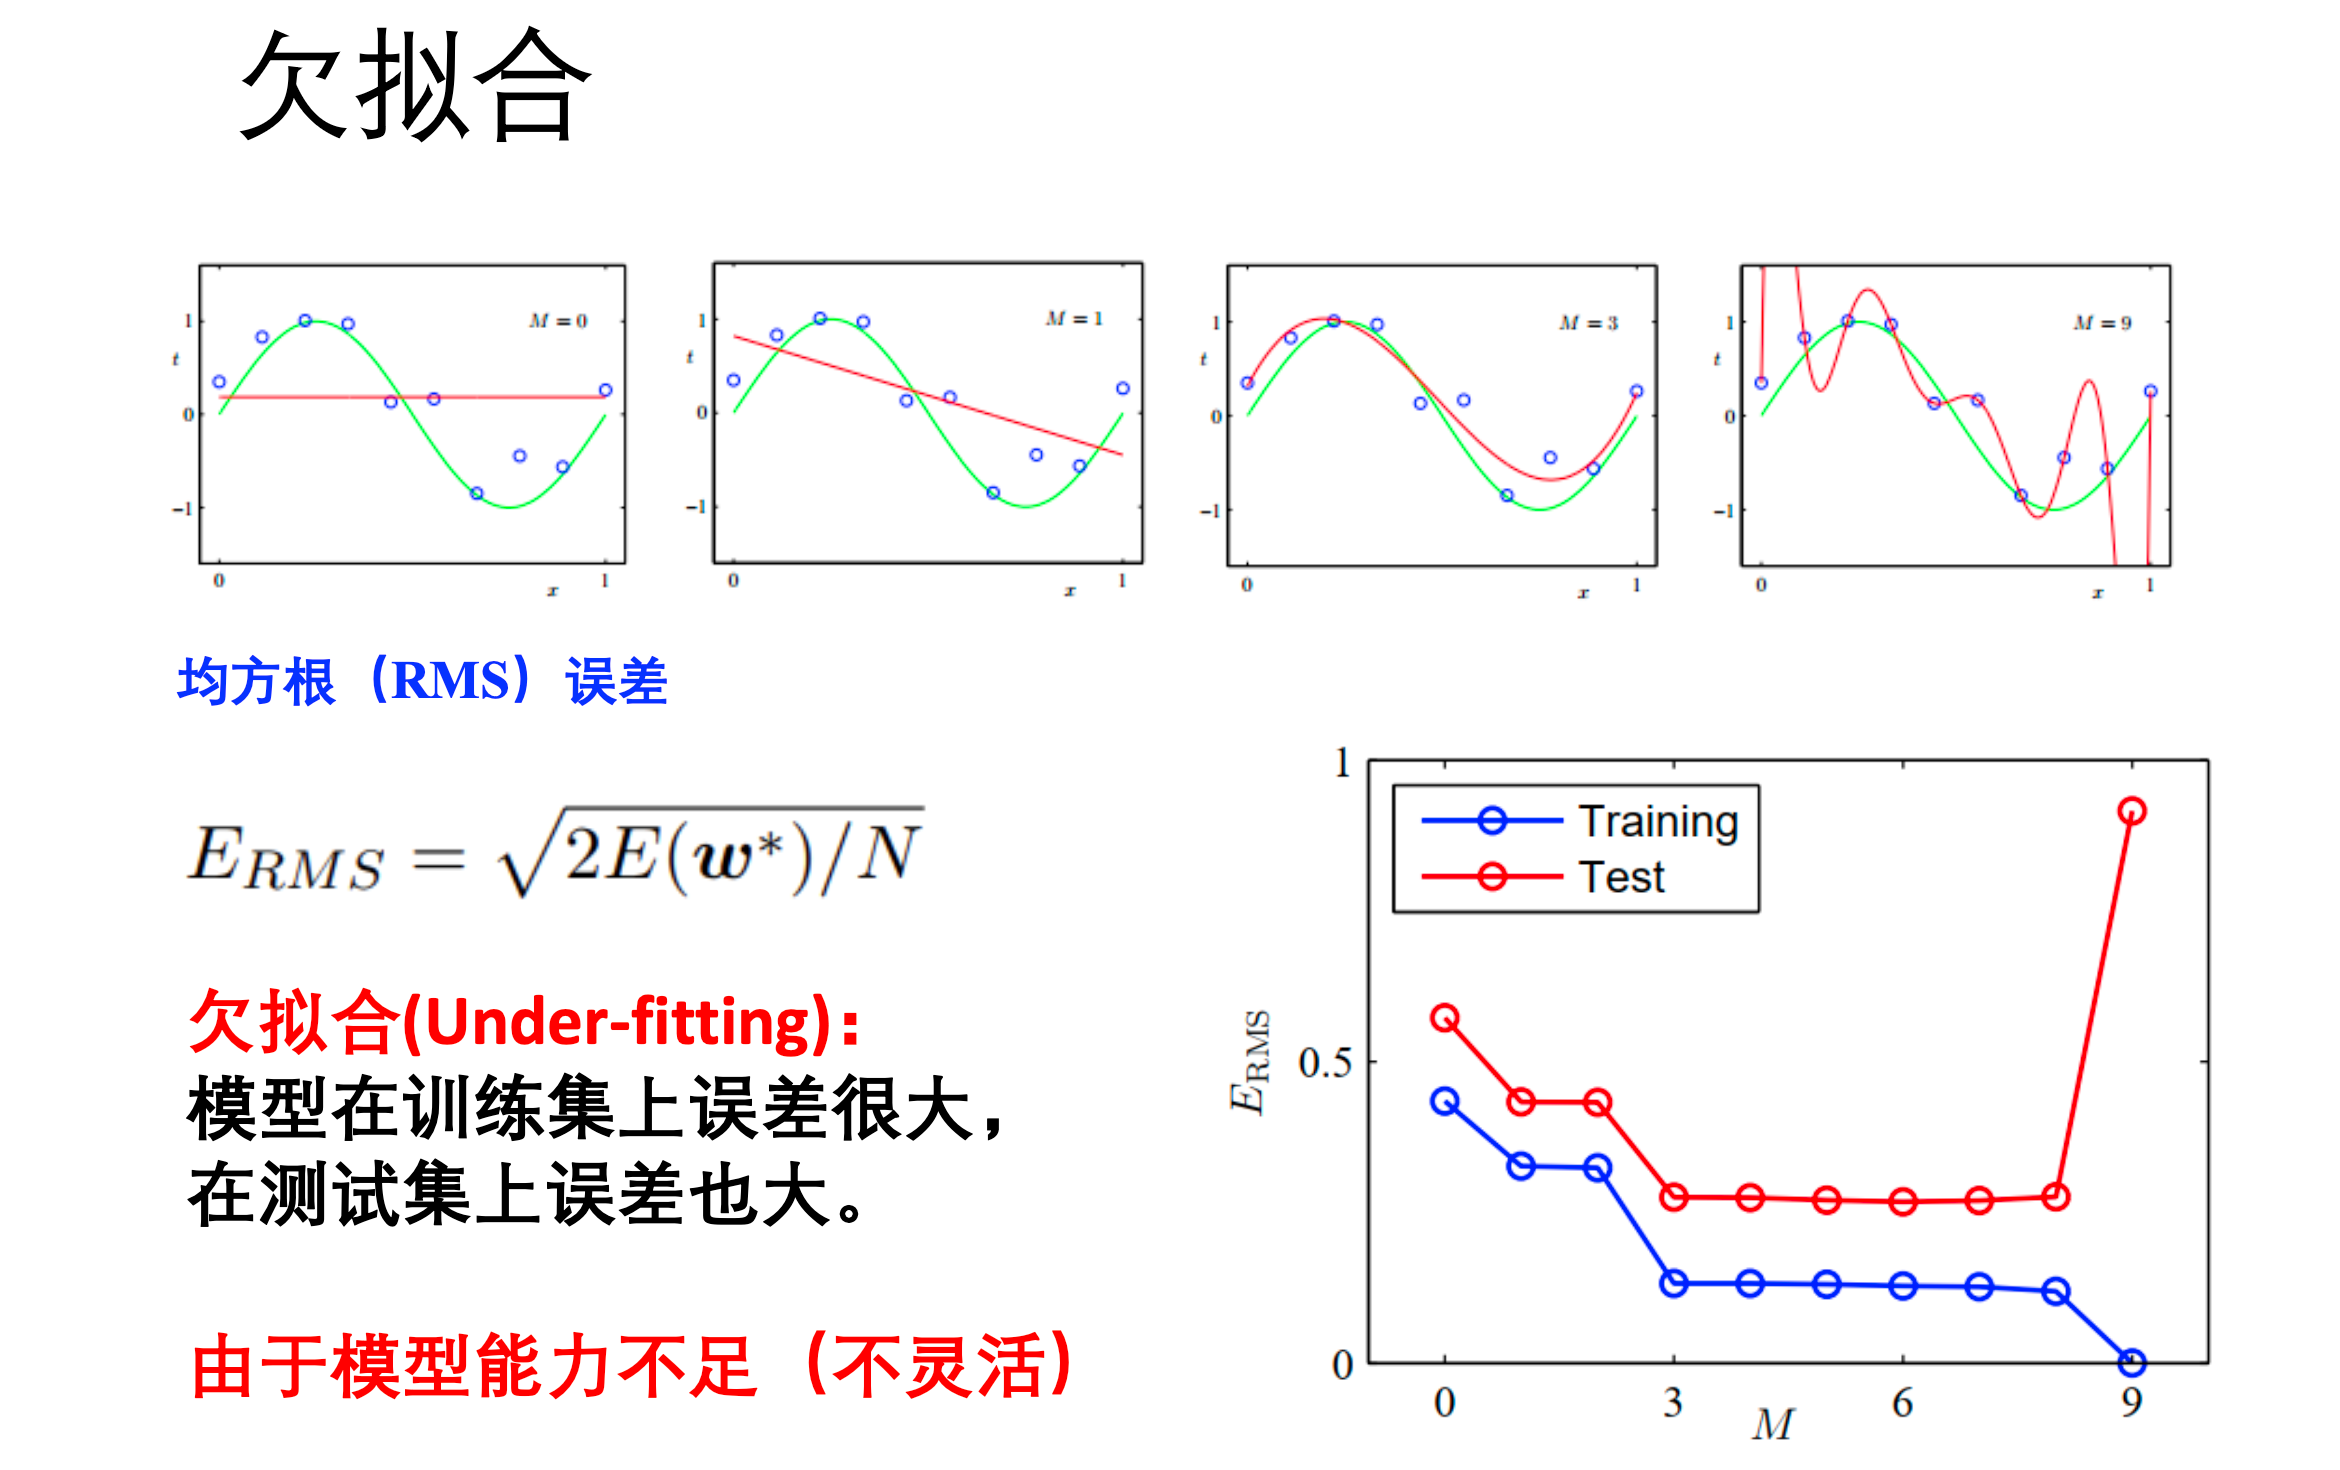 欠拟合
M = 0
1
t
0
−1
0
1
x
M = 1
1
t
0
−1
0
1
x
M = 3
1
t
0
−1
0
1
x
M = 9
1
t
0
−1
0
1
x
均方根（RMS）误差
E_{RMS} = √2E(w*)/N
欠拟合(Under-fitting)：
模型在训练集上误差很大，
在测试集上误差也大。
由于模型能力不足（不灵活）
1
Training
Test
E_{RMS}
0.5
0
0
3
6
9
M